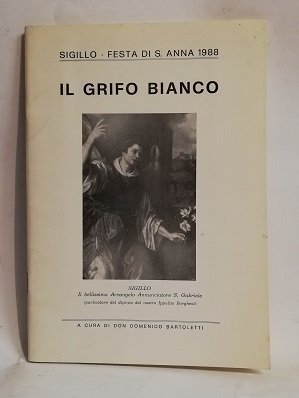 SIGILLO - FESTA DI S. ANNA 1988
IL GRIFO BIANCO
SIGILLO
Il bellissimo Arcangelo Annunciatore S. Gabriele
(particolare del dipinto del nostro Ippolito Borghesi)
A CURA DI DON DOMENICO BARTOLETTI